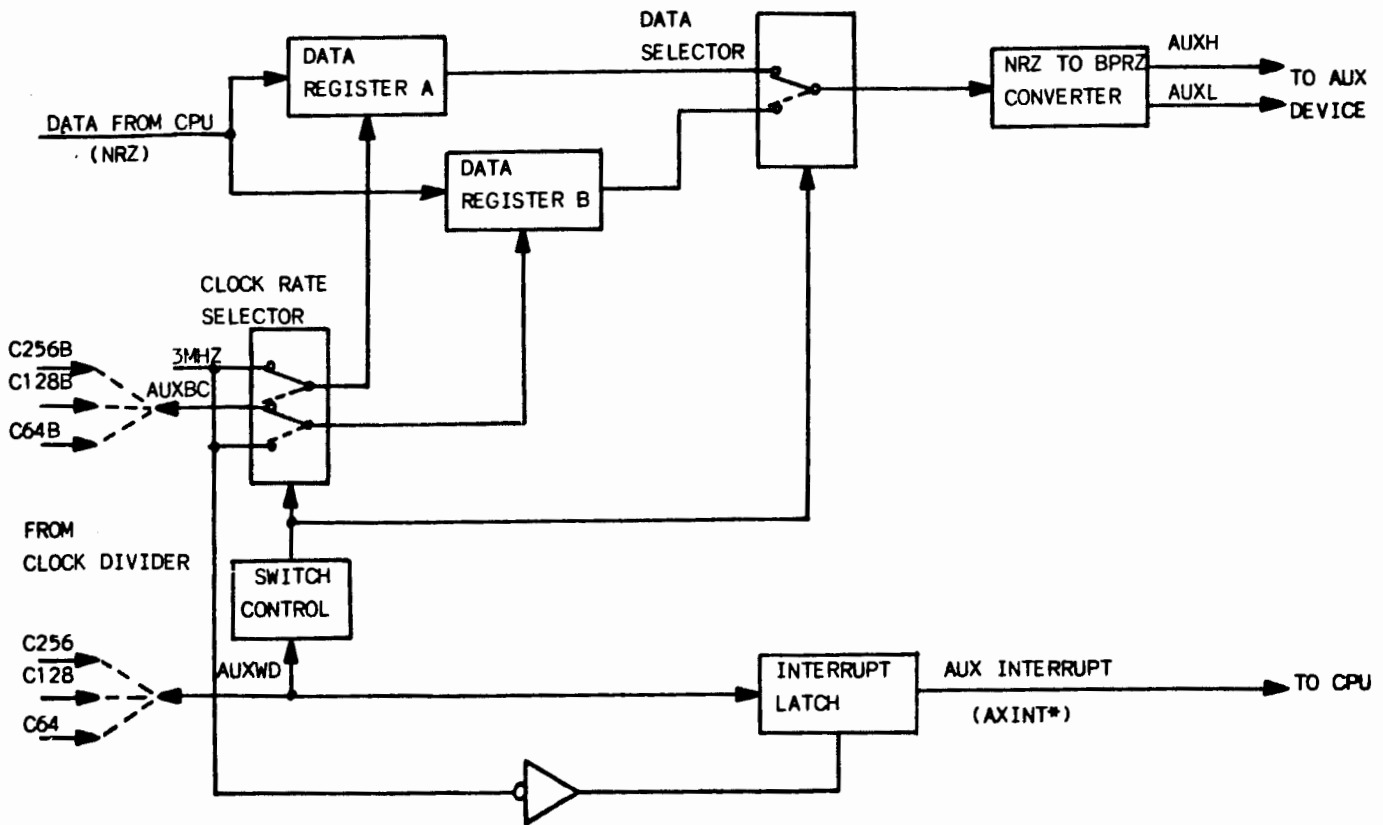 DATA
REGISTER A
DATA
SELECTOR
NRZ TO BPRZ
CONVERTER
AUXH
AUXL
TO AUX
DEVICE
DATA FROM CPU
(NRZ)
DATA
REGISTER B
CLOCK RATE
SELECTOR
C256B
C128B
C64B
3MHZ
AUXBC
FROM
CLOCK DIVIDER
SWITCH
CONTROL
C256
C128
C64
AUXWD
INTERRUPT
LATCH
AUX INTERRUPT
(AXINT*)
TO CPU